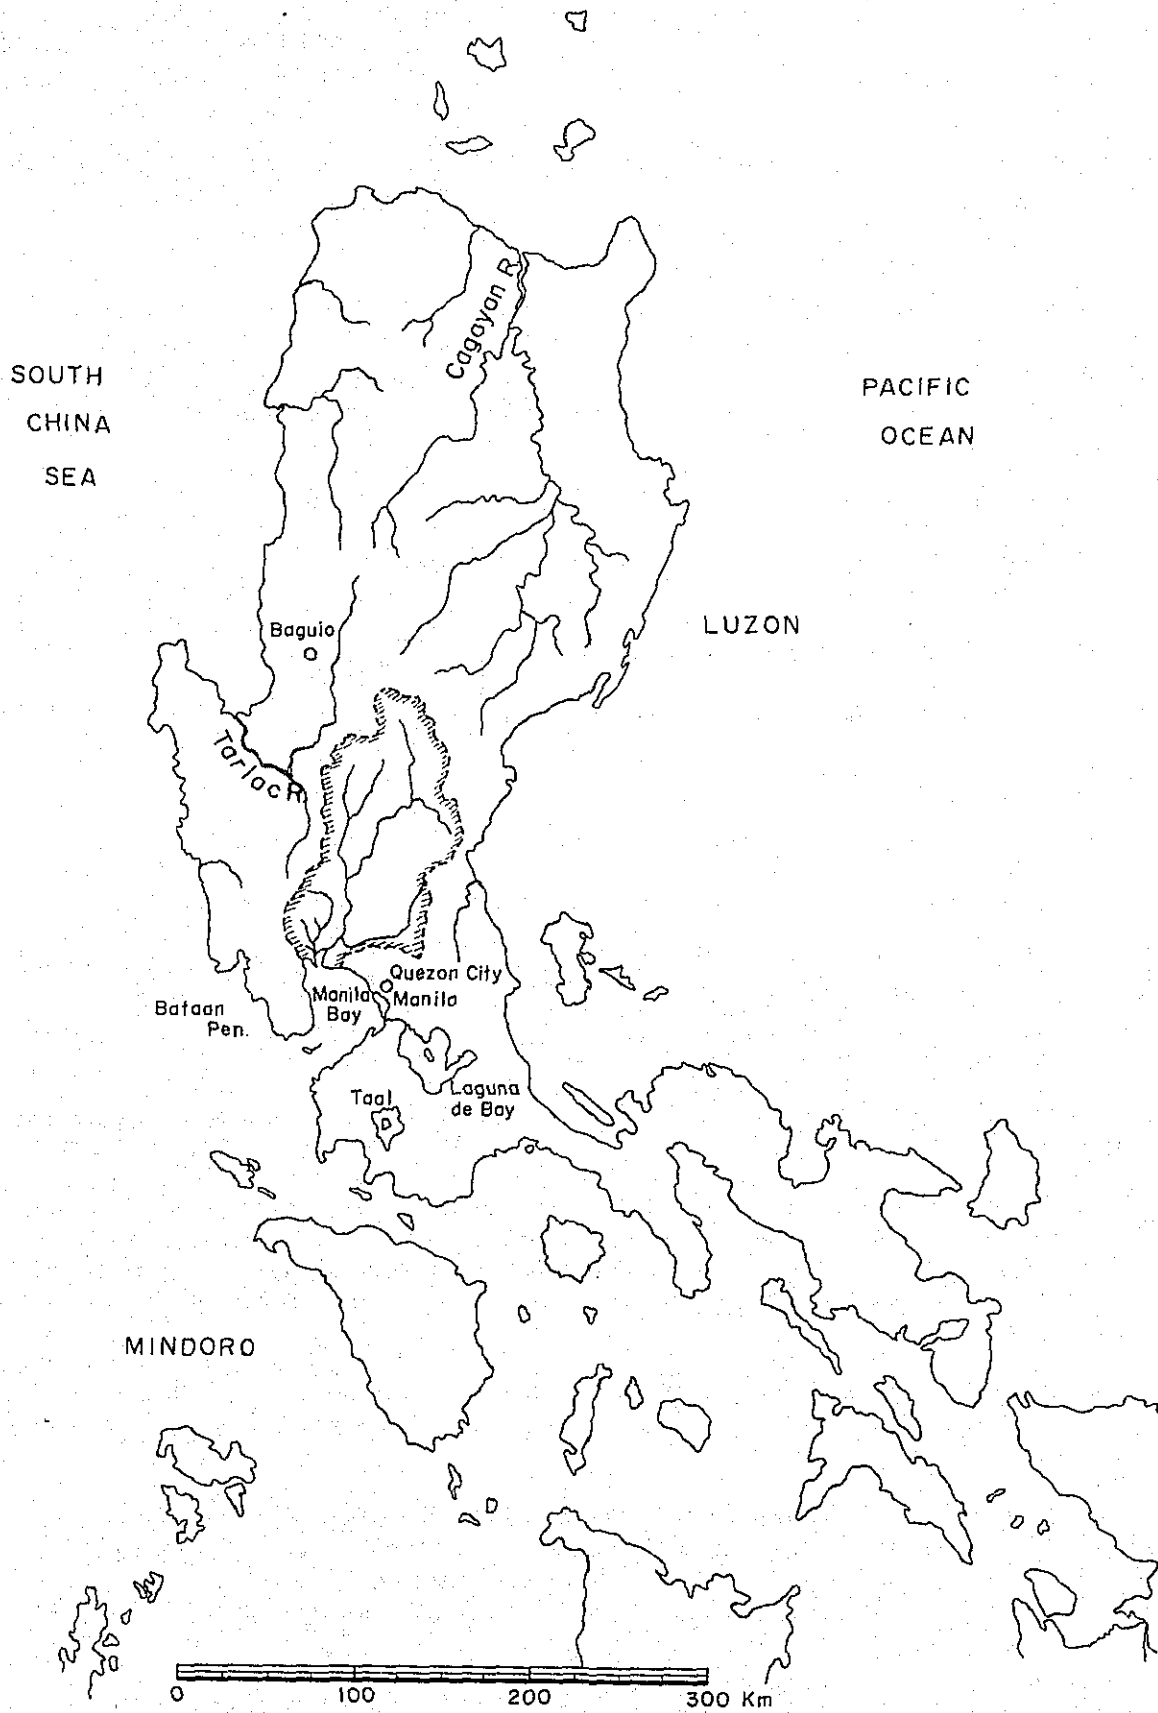 Cagayan R.
SOUTH
CHINA
SEA
PACIFIC
OCEAN
Baguio
LUZON
Tarlac R.
Quezon City
Manila
Manila
Bay
Bataan
Pen.
Taal
Laguna
de Bay
MINDORO
0 100 200 300 Km